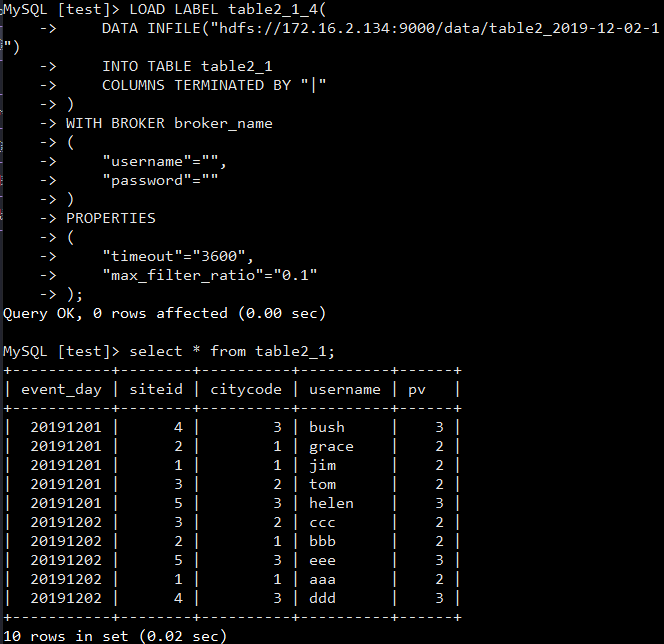 MySQL [test]> LOAD LABEL table2_1_4(
    ->     DATA INFILE("hdfs://172.16.2.134:9000/data/table2_2019-12-02-1
")
    ->     INTO TABLE table2_1
    ->     COLUMNS TERMINATED BY "|"
    -> )
    -> WITH BROKER broker_name
    -> (
    ->     "username"="",
    ->     "password"=""
    -> )
    -> PROPERTIES
    -> (
    ->     "timeout"="3600",
    ->     "max_filter_ratio"="0.1"
    -> );
Query OK, 0 rows affected (0.00 sec)

MySQL [test]> select * from table2_1;
+-----------+--------+----------+----------+------+
| event_day | siteid | citycode | username | pv   |
+-----------+--------+----------+----------+------+
|  20191201 |      4 |        3 | bush     |    3 |
|  20191201 |      2 |        1 | grace    |    2 |
|  20191201 |      1 |        1 | jim      |    2 |
|  20191201 |      3 |        2 | tom      |    2 |
|  20191201 |      5 |        3 | helen    |    3 |
|  20191202 |      3 |        2 | ccc      |    2 |
|  20191202 |      2 |        1 | bbb      |    2 |
|  20191202 |      5 |        3 | eee      |    3 |
|  20191202 |      1 |        1 | aaa      |    2 |
|  20191202 |      4 |        3 | ddd      |    3 |
+-----------+--------+----------+----------+------+
10 rows in set (0.02 sec)